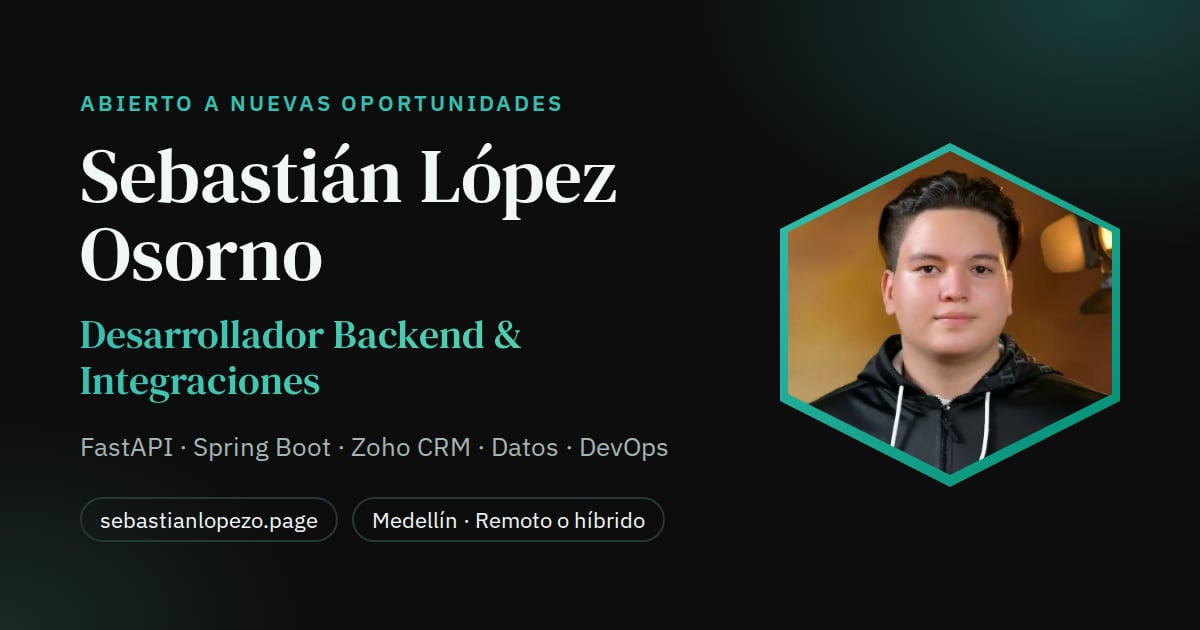 ABIERTO A NUEVAS OPORTUNIDADES
Sebastián López
Osorno
Desarrollador Backend &
Integraciones
FastAPI · Spring Boot · Zoho CRM · Datos · DevOps
sebastianlopezo.page
Medellín · Remoto o híbrido